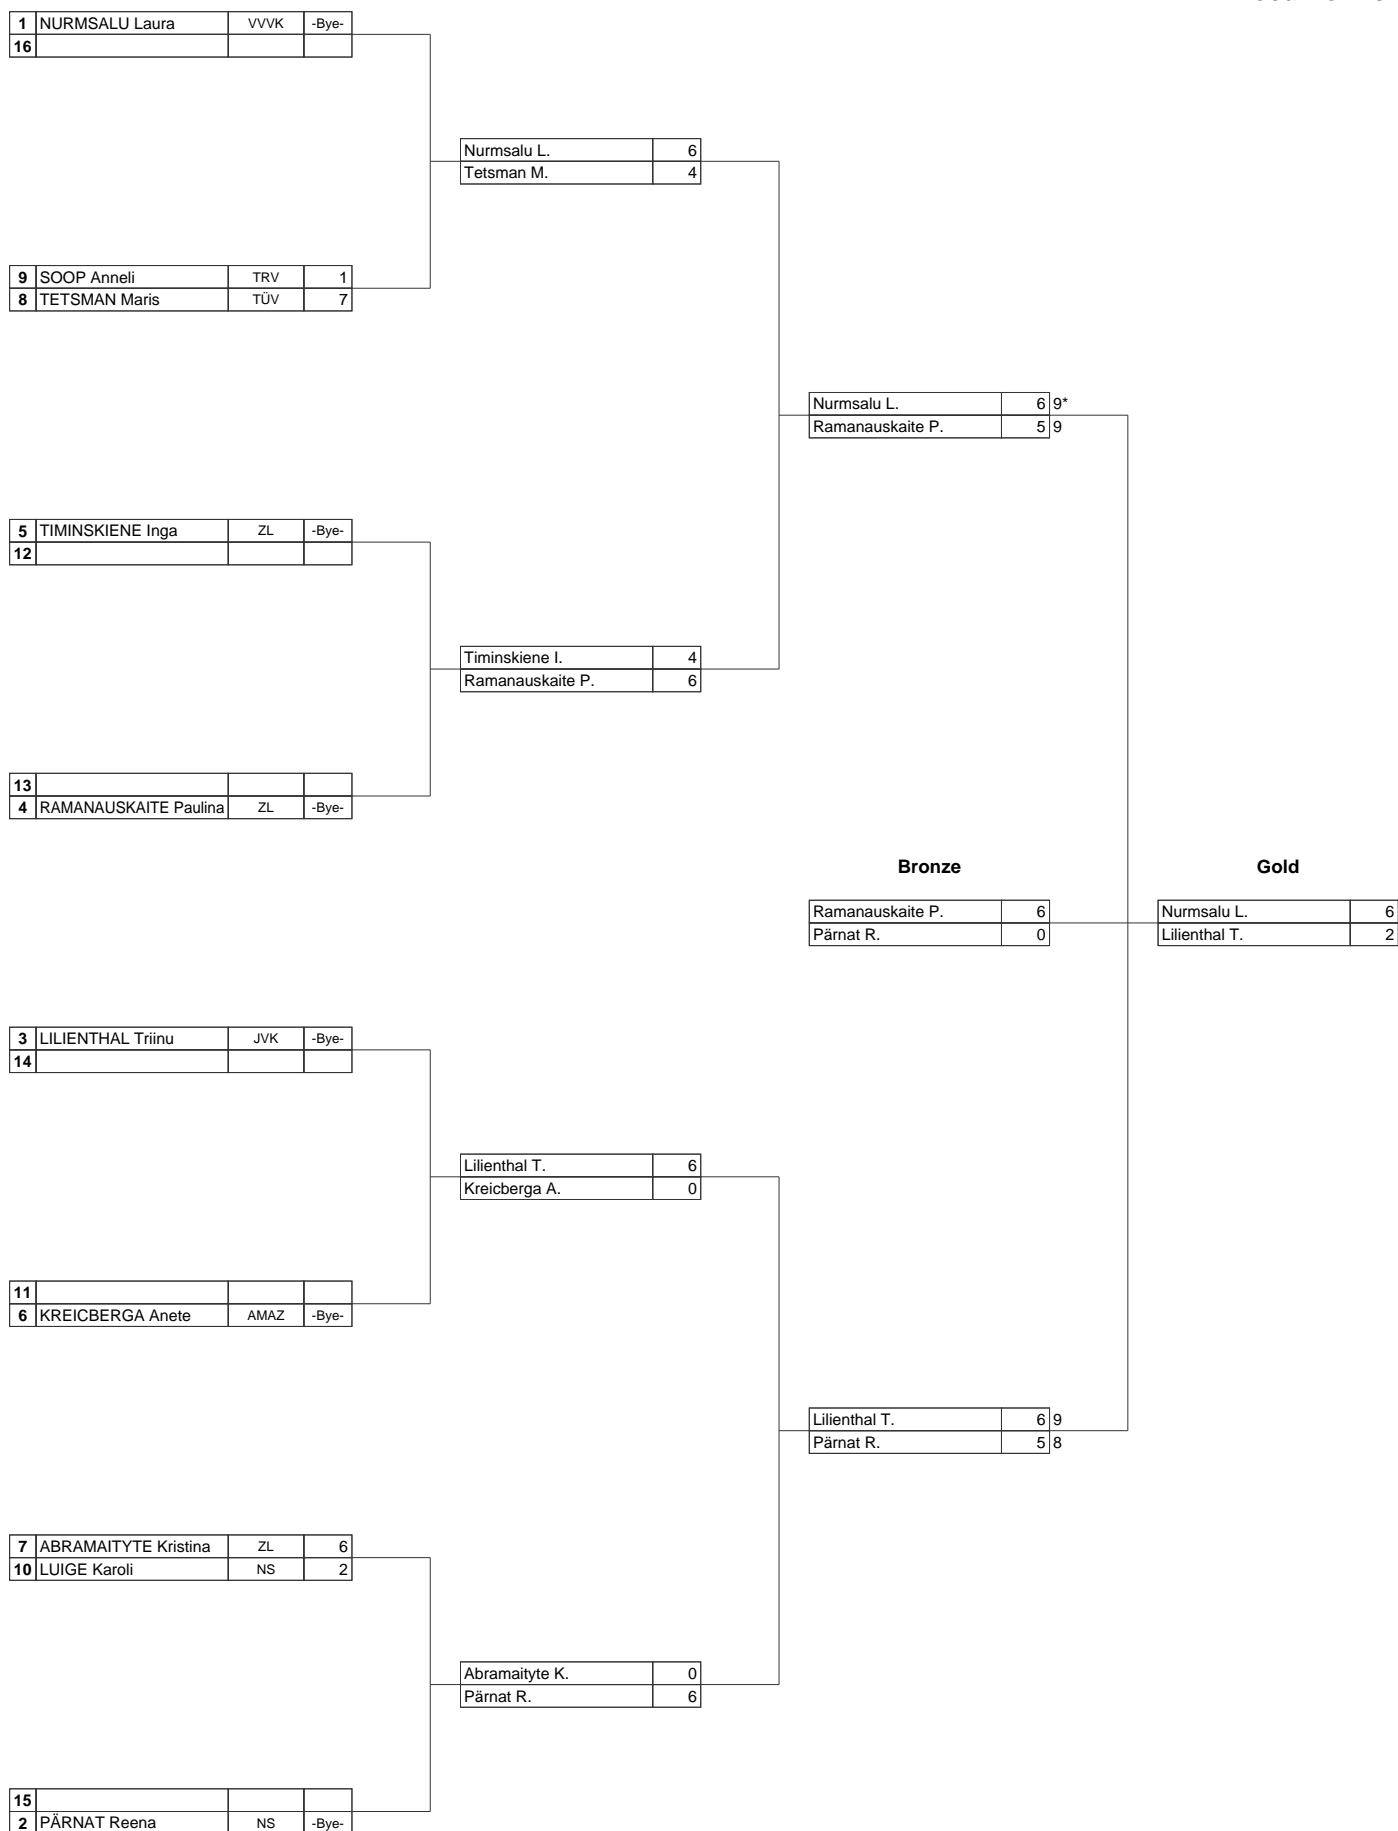 1 NURMSALU Laura VVVK -Bye-
16
Nurmsalu L. 6
Tetsman M. 4
9 SOOP Anneli TRV 1
8 TETSMAN Maris TÜV 7
Nurmsalu L. 6 9*
Ramanauskaite P. 5 9
5 TIMINSKIENE Inga ZL -Bye-
12
Timinskiene I. 4
Ramanauskaite P. 6
13
4 RAMANAUSKAITE Paulina ZL -Bye-
Bronze Gold
Ramanauskaite P. 6 Nurmsalu L. 6
Pärnat R. 0 Lilienthal T. 2
3 LILIENTHAL Triinu JVK -Bye-
14
Lilienthal T. 6
Kreicberga A. 0
11
6 KREICBERGA Anete AMAZ -Bye-
Lilienthal T. 6 9
Pärnat R. 5 8
7 ABRAMAITYTE Kristina ZL 6
10 LUIGE Karoli NS 2
Abramaityte K. 0
Pärnat R. 6
15
2 PÄRNAT Reena NS -Bye-